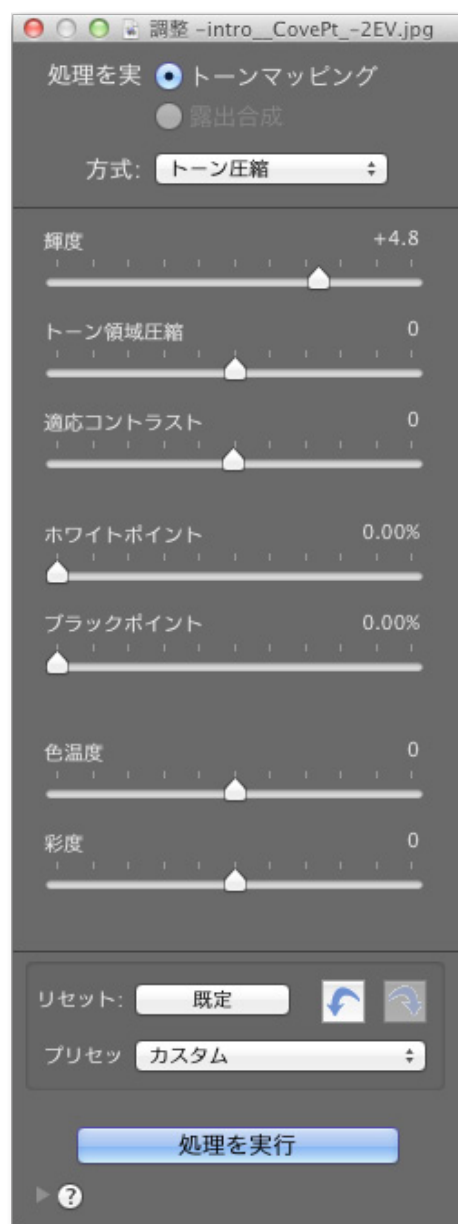 調整 –intro__CovePt_–2EV.jpg
処理を実 トーンマッピング
露出合成
方式: トーン圧縮
輝度 +4.8
トーン領域圧縮 0
適応コントラスト 0
ホワイトポイント 0.00%
ブラックポイント 0.00%
色温度 0
彩度 0
リセット: 既定
プリセッ カスタム
処理を実行
?